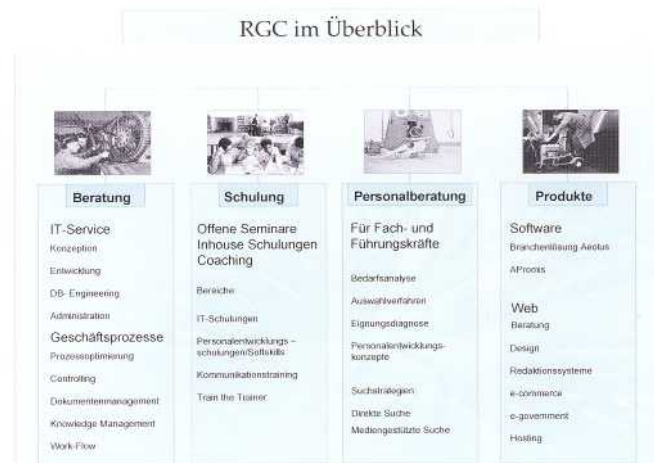 RGC im Überblick
Beratung
IT-Service
Konzeption
Entwicklung
DB- Engineering
Administration
Geschäftsprozesse
Prozessoptimierung
Controlling
Dokumentenmanagement
Knowledge Management
Work-Flow
Schulung
Offene Seminare
Inhouse Schulungen
Coaching
Bereiche
IT-Schulungen
Personalentwicklungs –
schulungen/Softskills
Kommunikationstraining
Train the Trainer
Personalberatung
Für Fach- und
Führungskräfte
Bedarfsanalyse
Auswahlverfahren
Eignungsdiagnose
Personalentwicklungs-
konzepte
Suchstrategien
Direkte Suche
Mediengestützte Suche
Produkte
Software
Branchenlösung
Web
Beratung
Design
Redaktionssysteme
e-commerce
e-government
Hosting